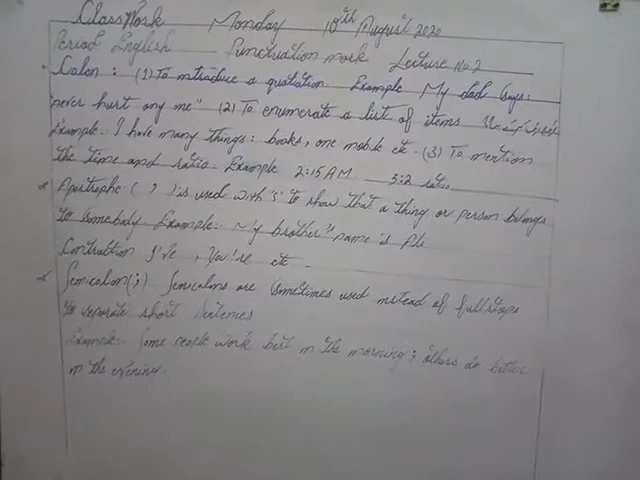 ClassWork Monday 10th August 2020
Period English Punctuation mark Lecture No.2
Colon : (1) To introduce a quotation. Example My dad says:
never hurt any me" (2) To enumerate a list of items
Example. I have many things: books, one mobile etc. (3) To mention
the time and ratio. Example 2:15 AM 3:2 ratio
Apostrophe ( , ) is used with 's' to show that a thing or person belongs
to somebody Example: My brother" name is
Contraction I've, You're etc.
Semicolon (;) Semicolons are sometimes used instead of full stops
to separate short
Example. Some people work best in the morning; others do better
in the evening.